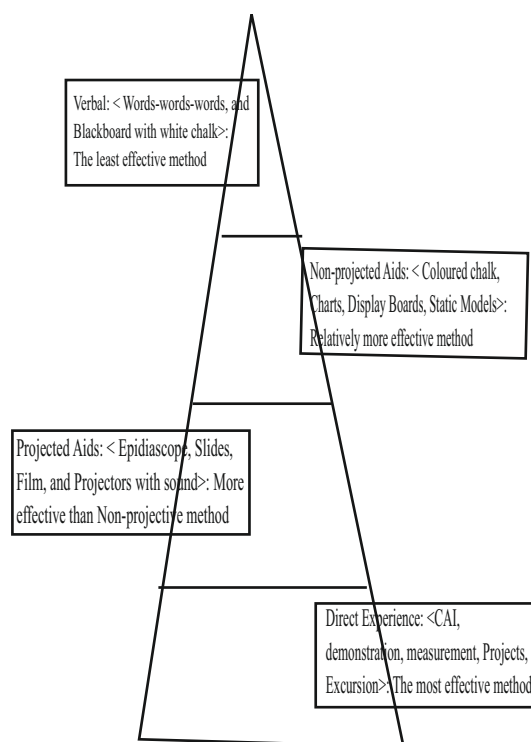 Verbal: < Words-words-words, and
Blackboard with white chalk>:
The least effective method
Non-projected Aids: < Coloured chalk,
Charts, Display Boards, Static Models>:
Relatively more effective method
Projected Aids: < Epidiascope, Slides,
Film, and Projectors with sound>: More
effective than Non-projective method
Direct Experience: <CAI,
demonstration, measurement, Projects,
Excursion>: The most effective method